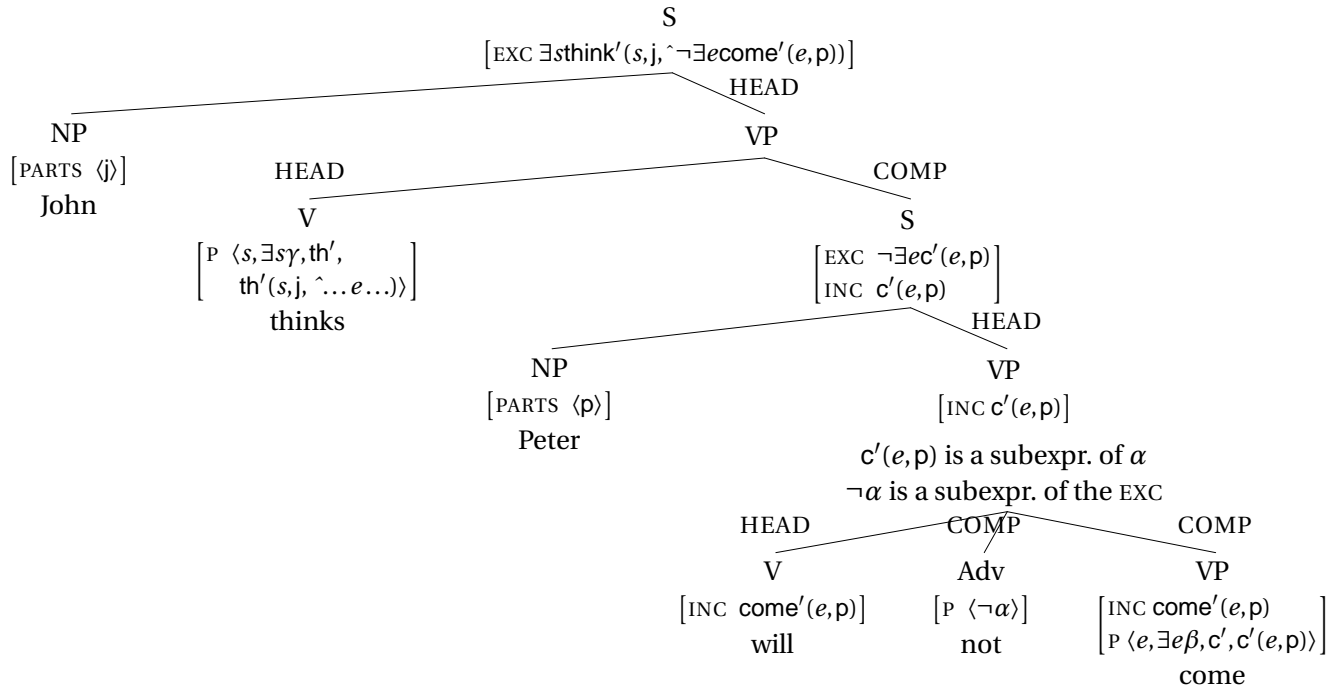 S
[EXC ∃sthink′(s,j,ˆ¬∃ecome′(e,p))]
HEAD
NP
VP
[PARTS ⟨j⟩]
HEAD
COMP
John
V
S
[P ⟨s,∃sγ,th′,
th′(s,j,ˆ…e…)⟩]
[EXC ¬∃ec′(e,p)
INC c′(e,p)]
thinks
HEAD
NP
VP
[PARTS ⟨p⟩]
[INC c′(e,p)]
Peter
c′(e,p) is a subexpr. of α
¬α is a subexpr. of the EXC
HEAD COMP COMP
V Adv VP
[INC come′(e,p)] [P ⟨¬α⟩] [INC come′(e,p)
P ⟨e,∃eβ,c′,c′(e,p)⟩]
will not
come